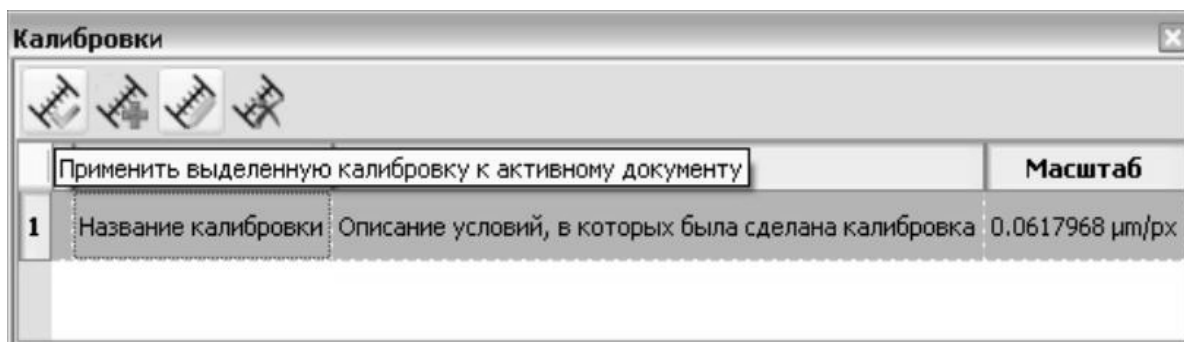 Калибровки
Применить выделенную калибровку к активному документу
Масштаб
1 Название калибровки Описание условий, в которых была сделана калибровка 0.0617968 µm/px